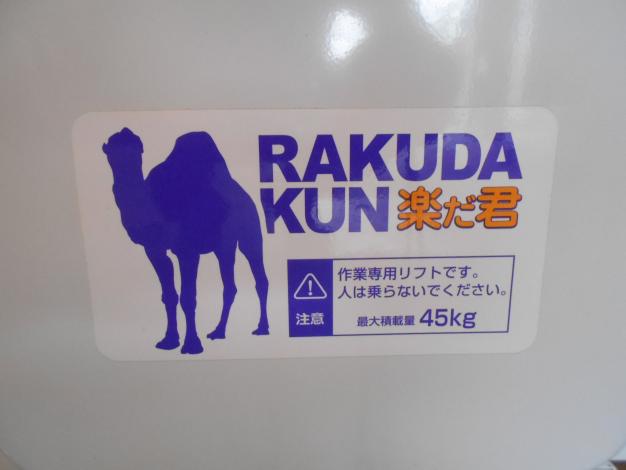 RAKUDA
KUN 楽だ君
作業専用リフトです。
人は乗らないでください。
注意
最大積載量 45kg